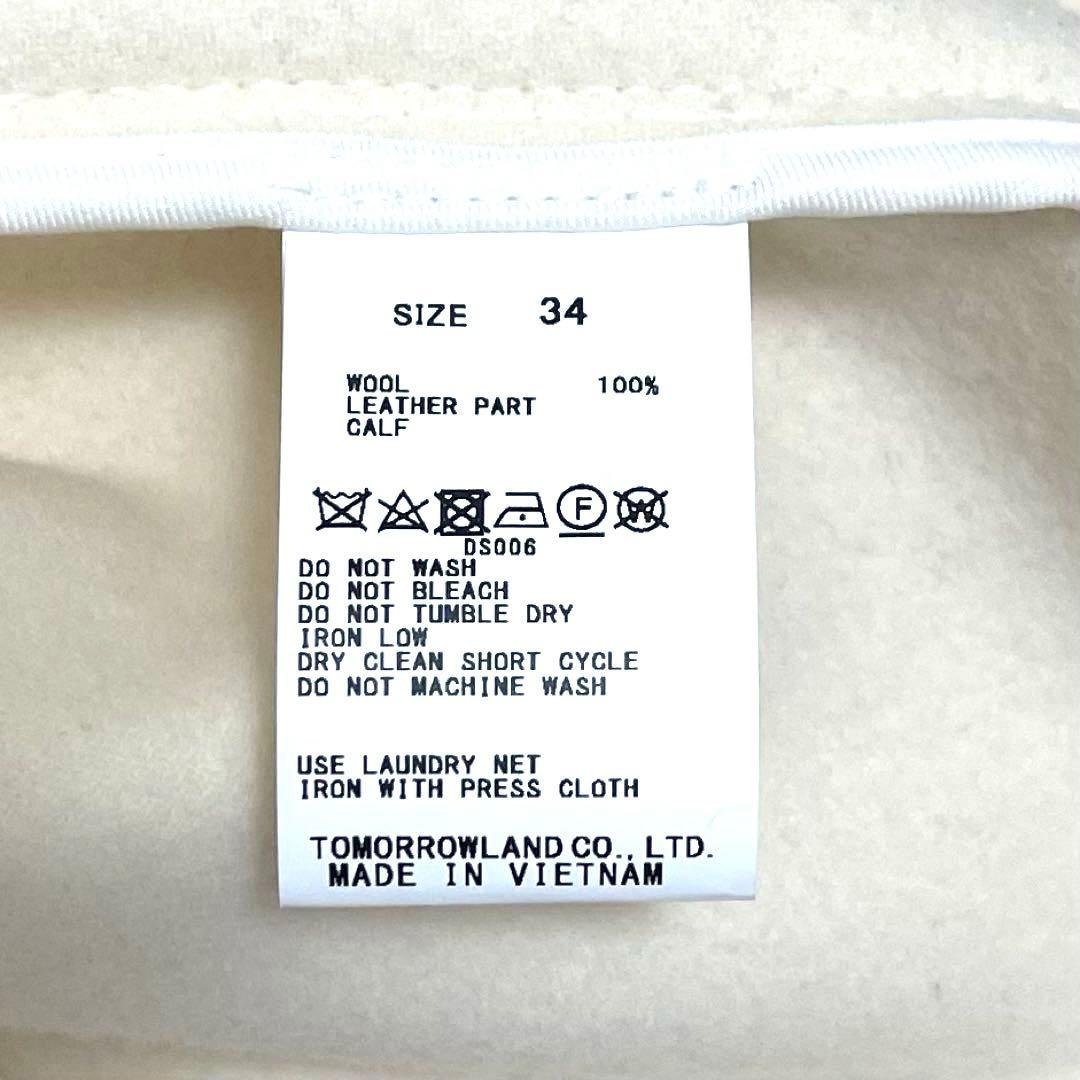 SIZE 34
WOOL 100%
LEATHER PART
CALF
F W
DS006
DO NOT WASH
DO NOT BLEACH
DO NOT TUMBLE DRY
IRON LOW
DRY CLEAN SHORT CYCLE
DO NOT MACHINE WASH
USE LAUNDRY NET
IRON WITH PRESS CLOTH
TOMORROWLAND CO., LTD.
MADE IN VIETNAM